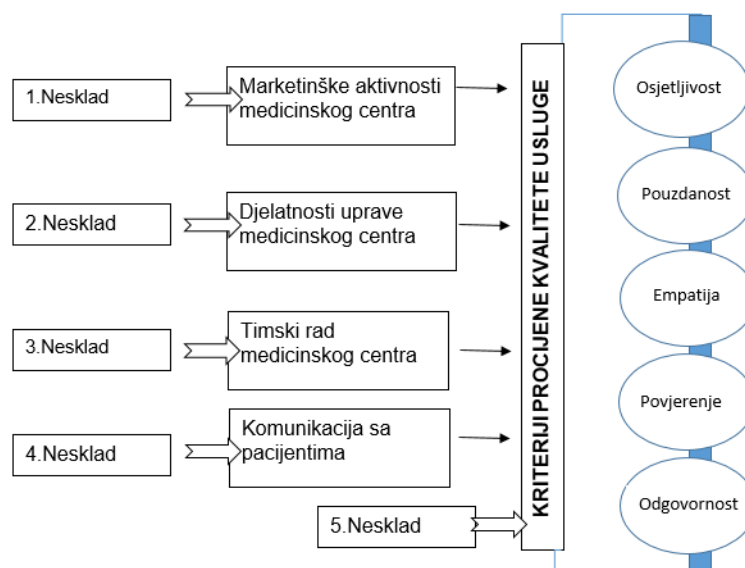 1.Nesklad
Marketinške aktivnosti
medicinskog centra
2.Nesklad
Djelatnosti uprave
medicinskog centra
3.Nesklad
Timski rad
medicinskog centra
4.Nesklad
Komunikacija sa
pacijentima
5.Nesklad
KRITERIJI PROCIJENE KVALITETE USLUGE
Osjetljivost
Pouzdanost
Empatija
Povjerenje
Odgovornost